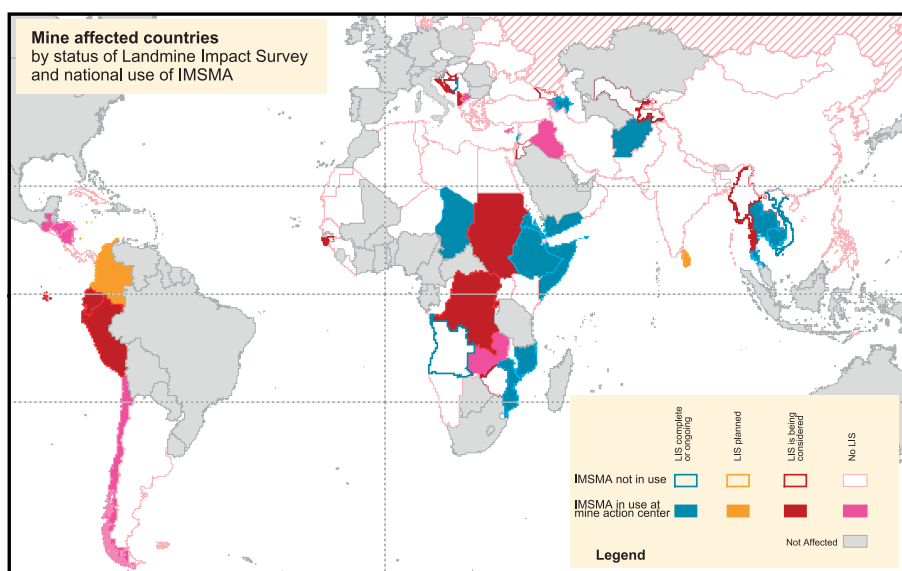 Mine affected countries
by status of Landmine Impact Survey
and national use of IMSMA
LIS complete
or ongoing
LIS planned
LIS is being
considered
No LIS
IMSMA not in use
IMSMA in use at
mine action center
Not Affected
Legend